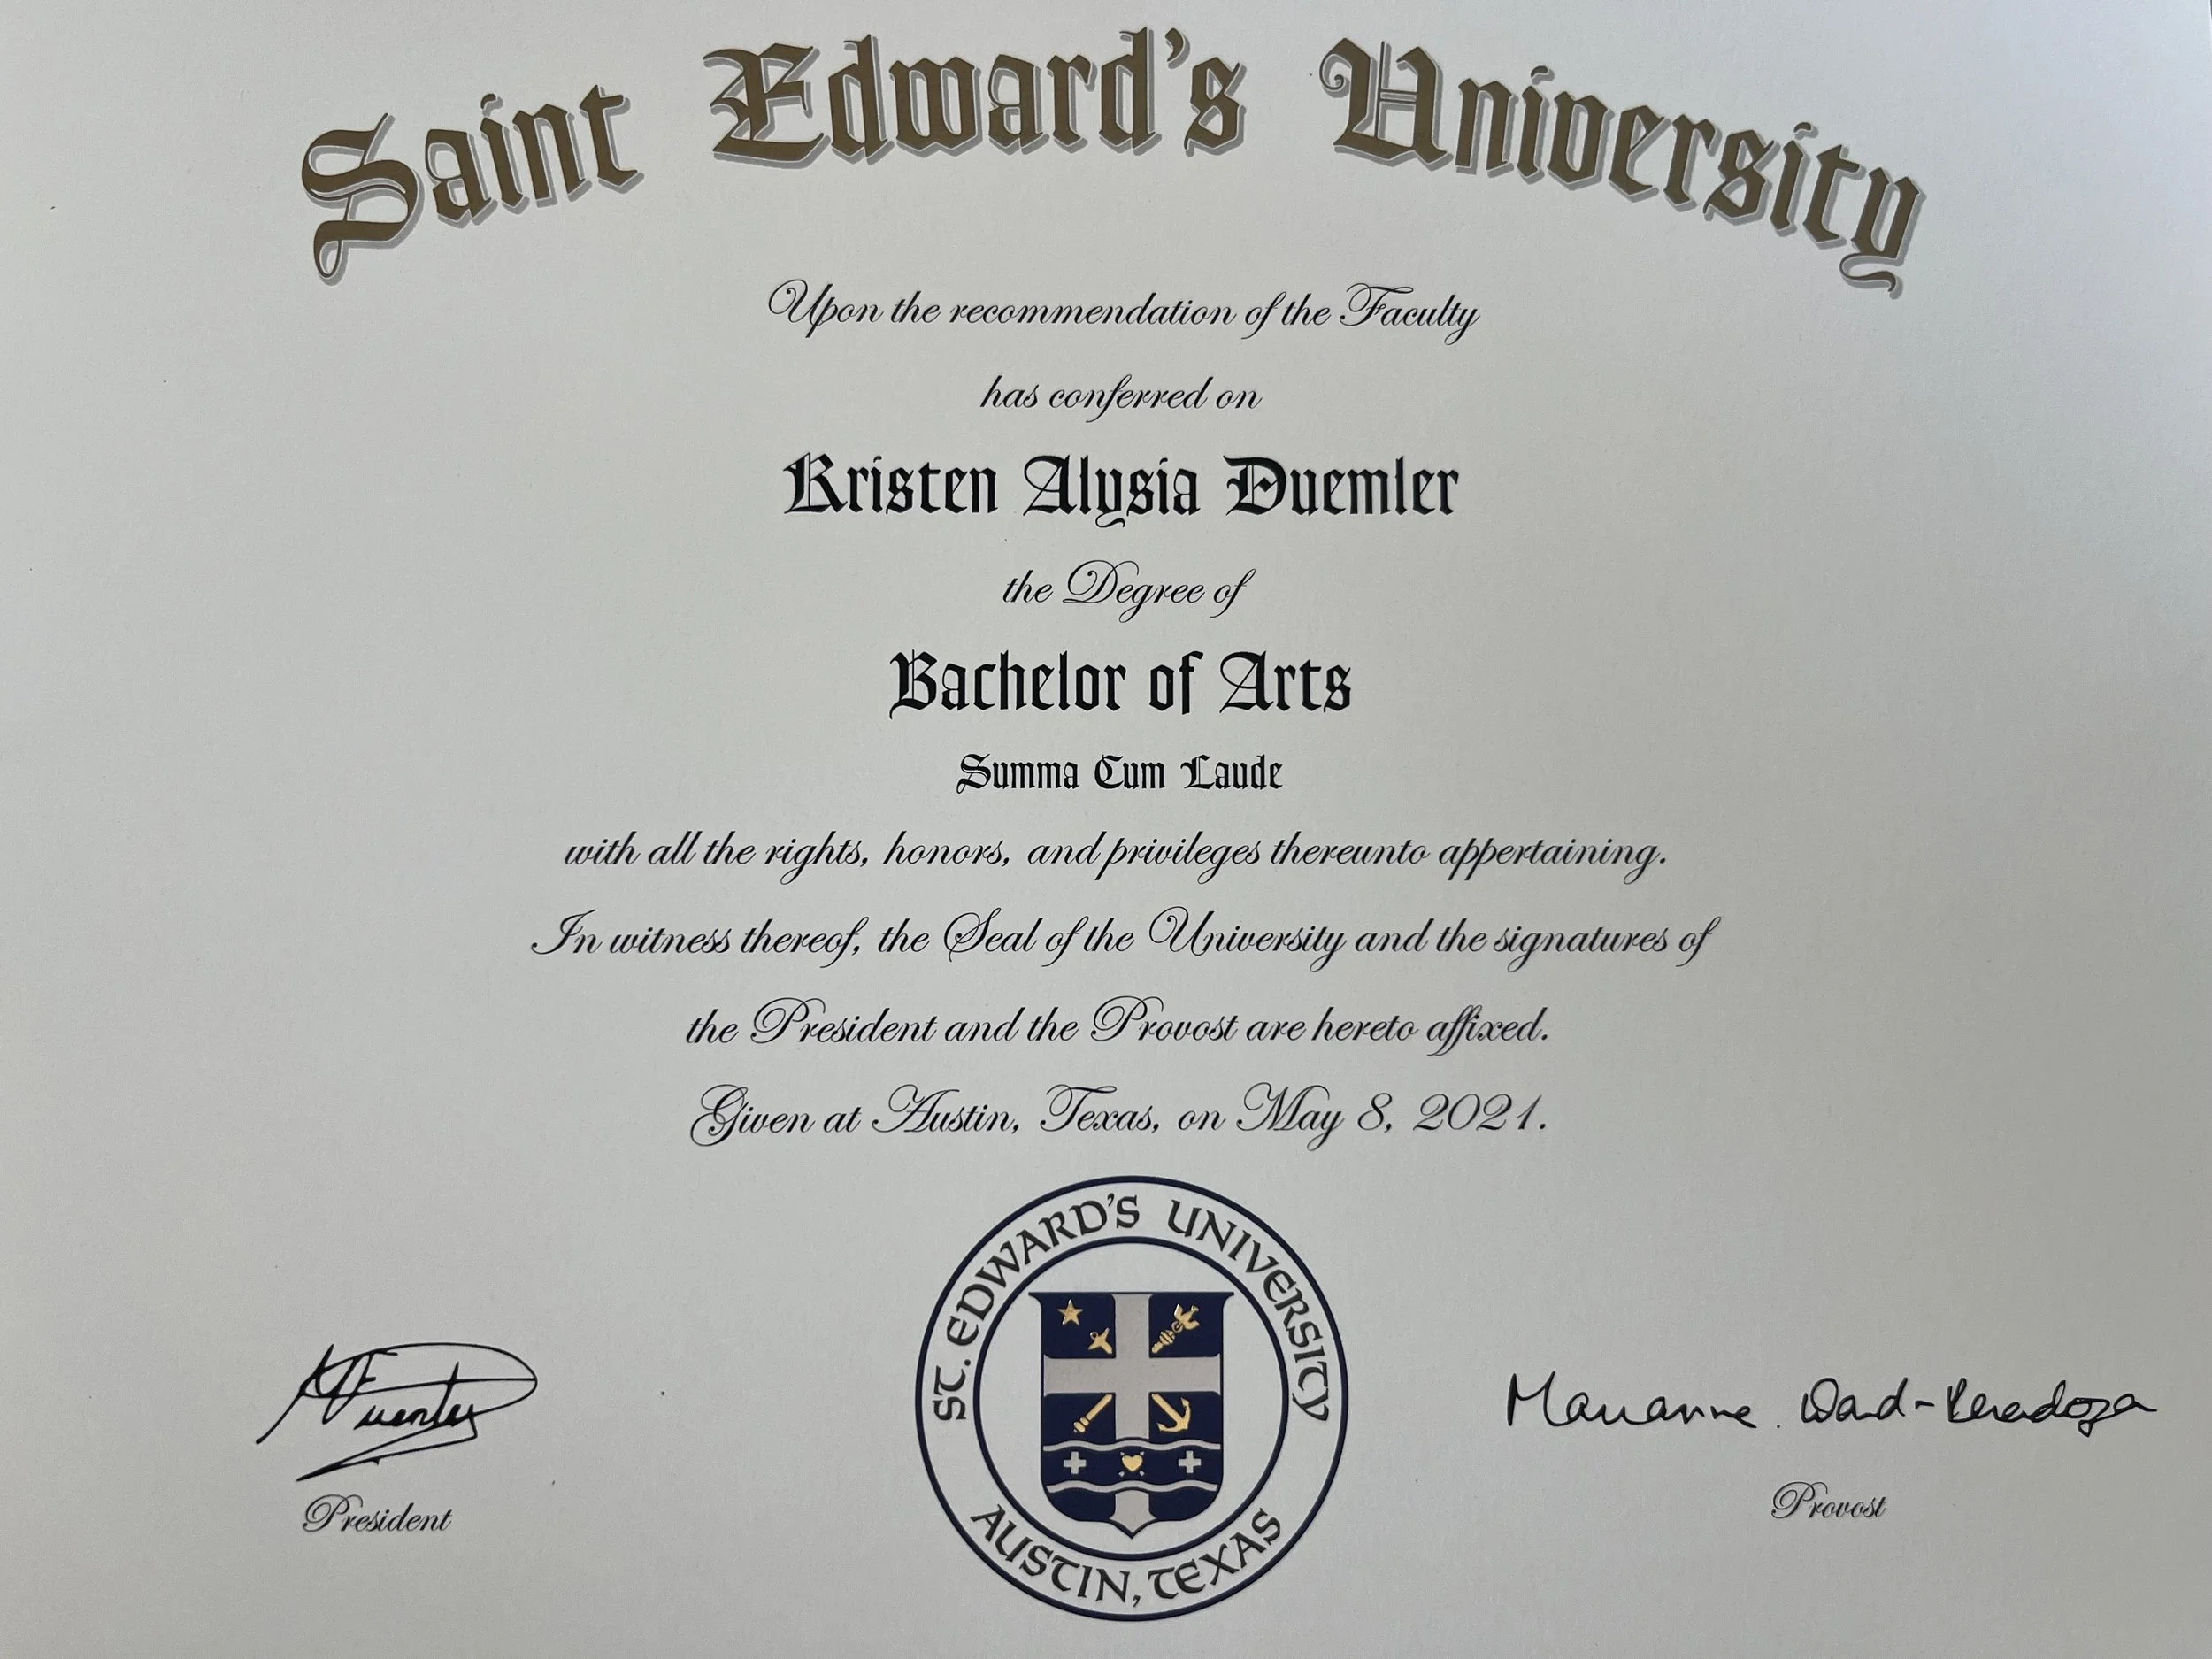 Saint Edward's University
Upon the recommendation of the Faculty
has conferred on
Kristen Alysia Duemler
the Degree of
Bachelor of Arts
Summa Cum Laude
with all the rights, honors, and privileges thereunto appertaining.
In witness thereof, the Seal of the University and the signatures of
the President and the Provost are hereto affixed.
Given at Austin, Texas, on May 8, 2021.
ST. EDWARD'S UNIVERSITY
AUSTIN, TEXAS
President
Provost